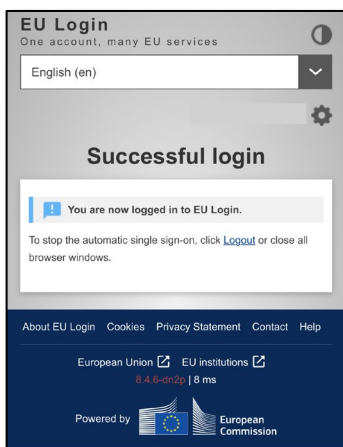 EU Login
One account, many EU services
English (en)
Successful login
You are now logged in to EU Login.
To stop the automatic single sign-on, click Logout or close all
browser windows.
About EU Login Cookies Privacy Statement Contact Help
European Union EU institutions
8.4.6-dn2p | 8 ms
Powered by European
Commission